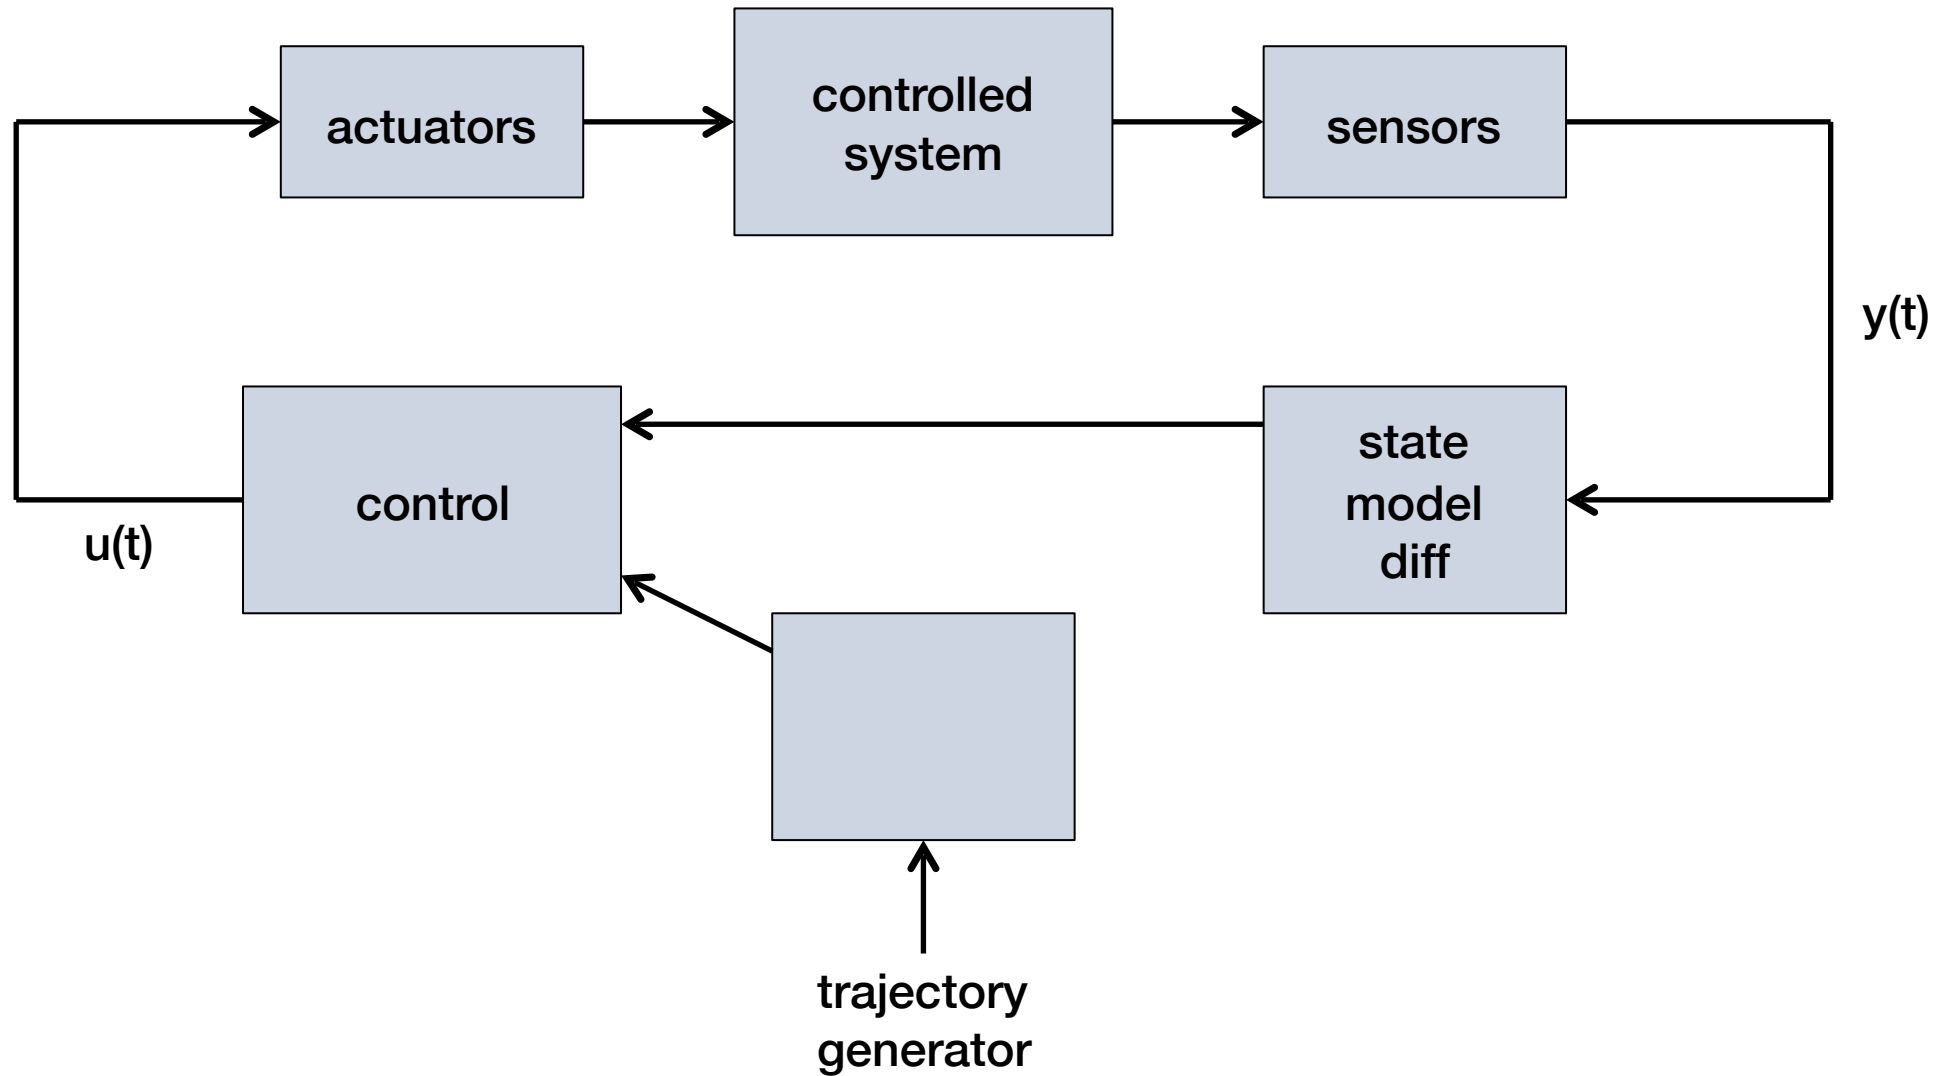 actuators
controlled
system
sensors
y(t)
control
state
model
diff
u(t)
trajectory
generator